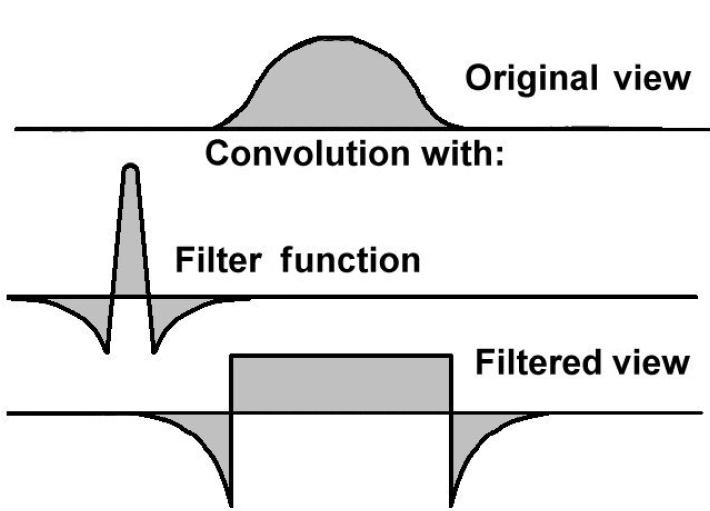 Original view
Convolution with:
Filter function
Filtered view